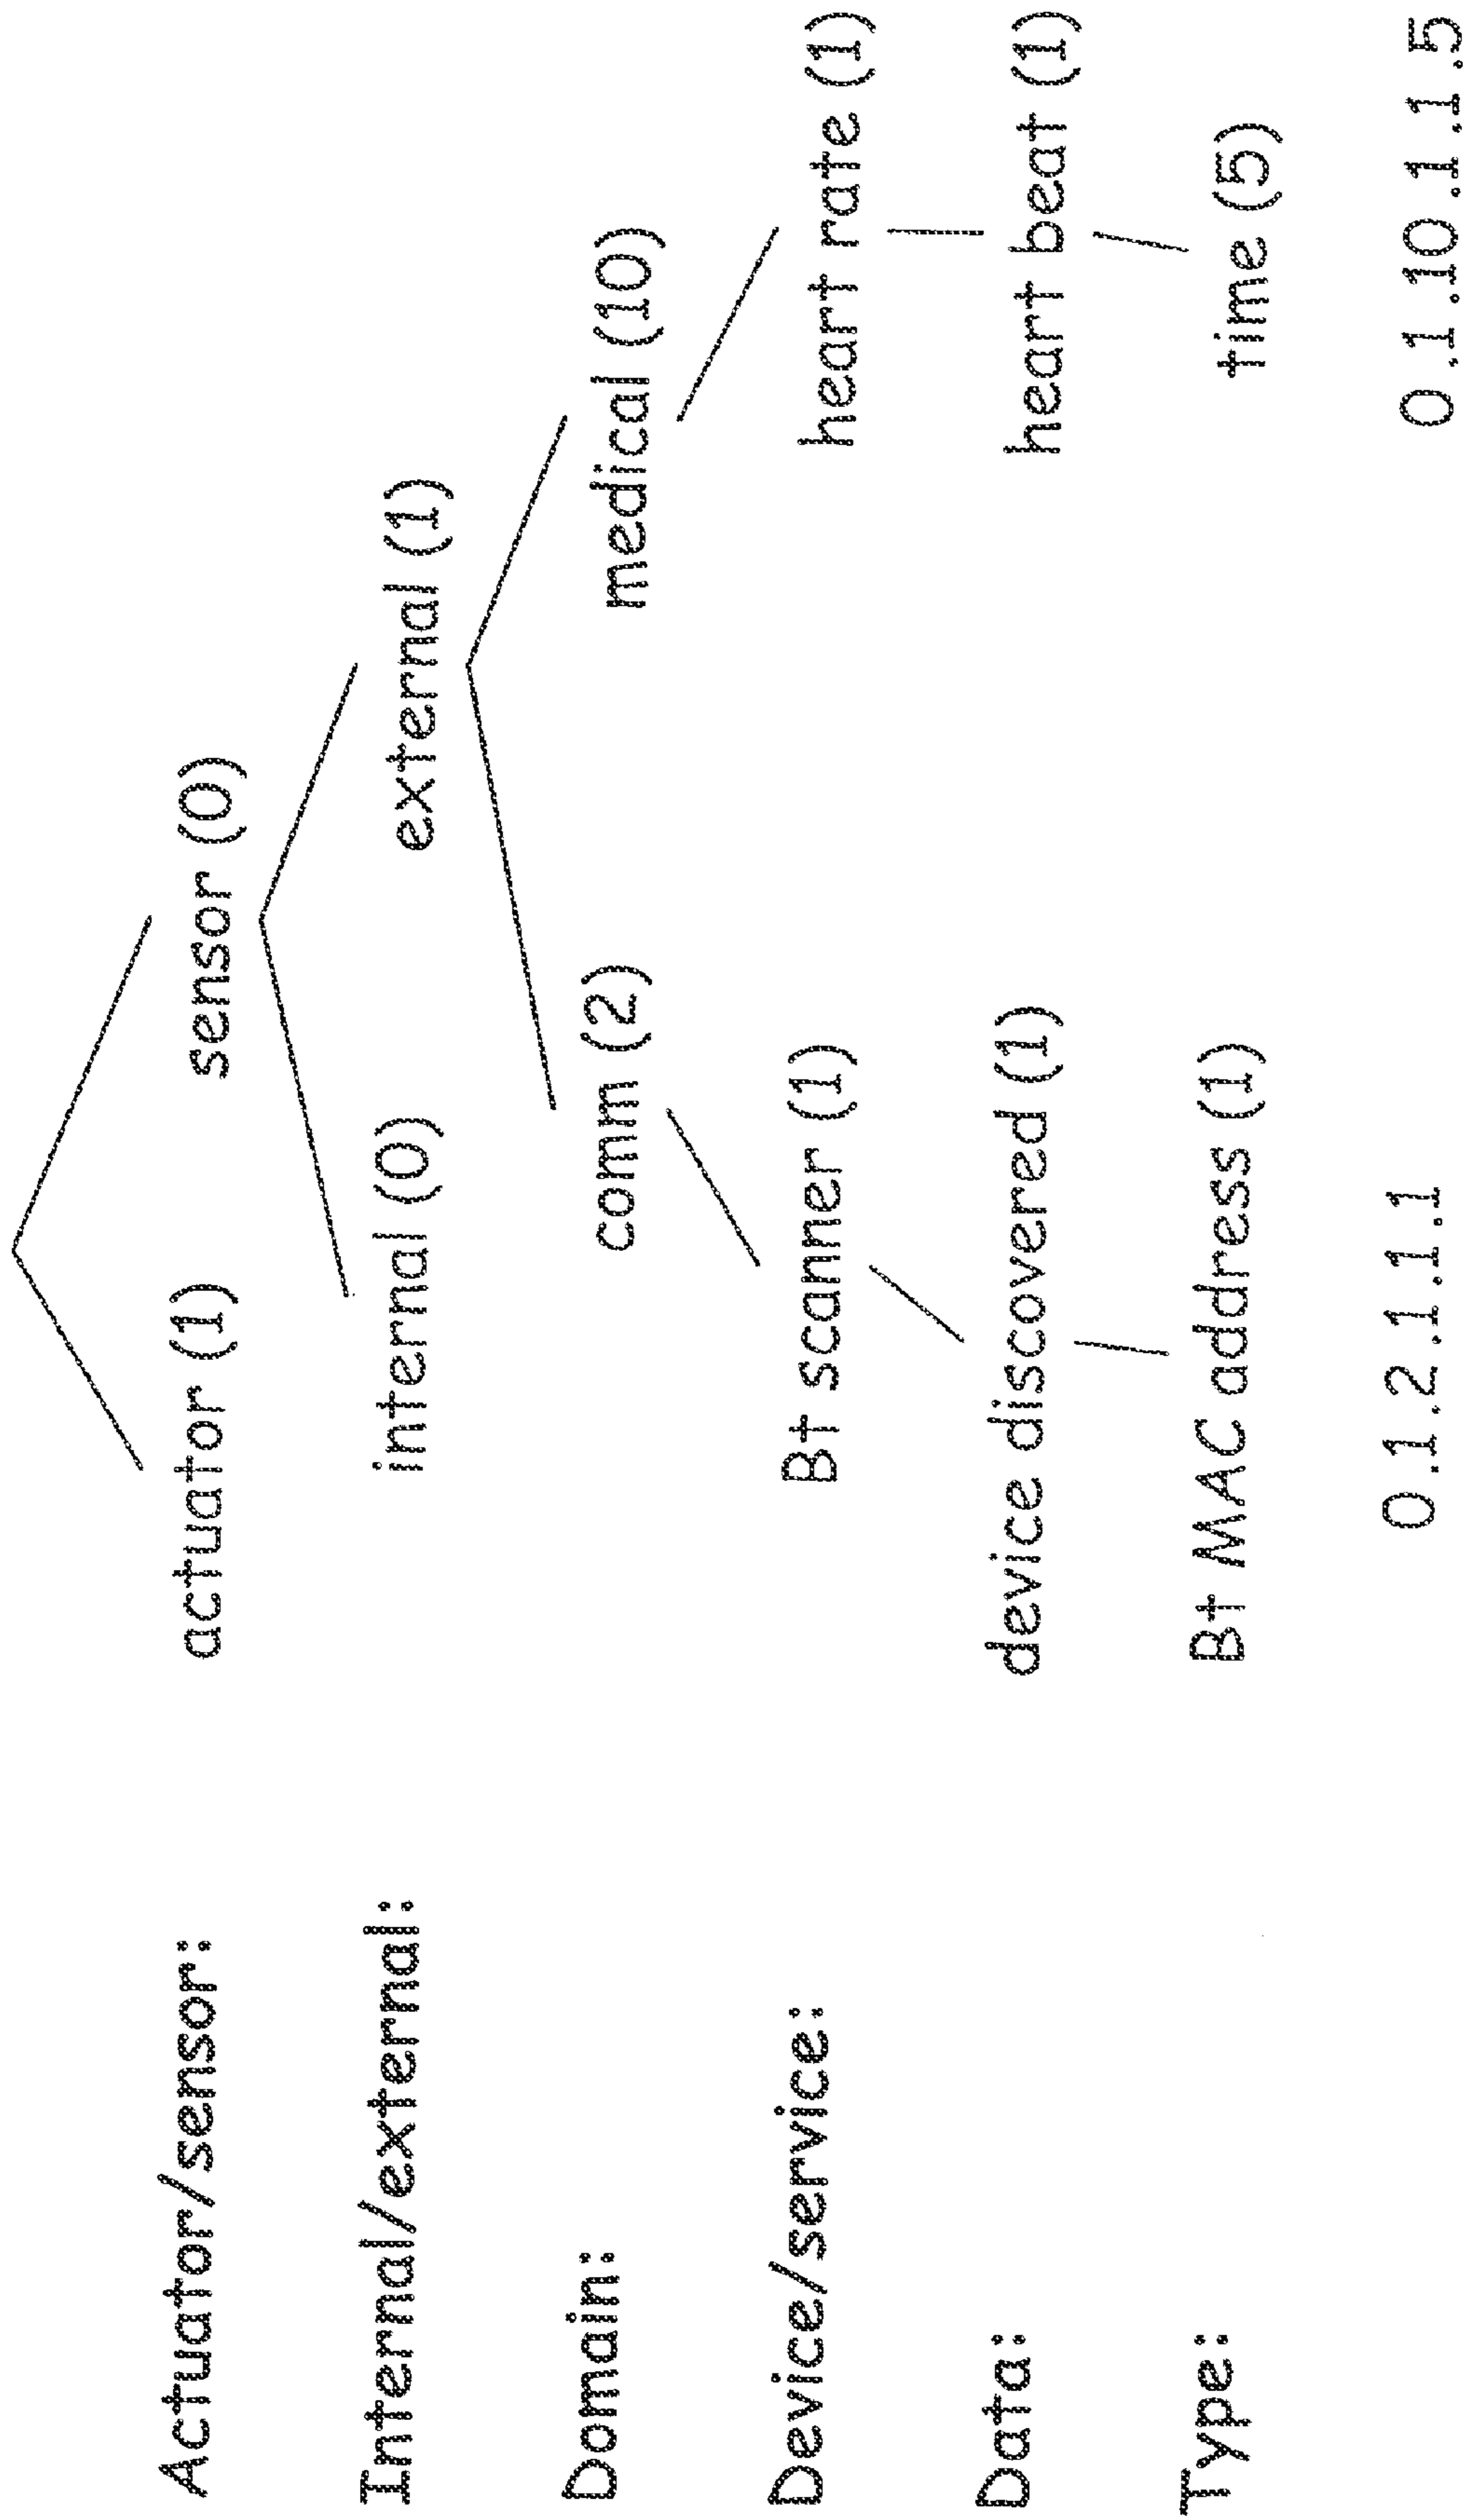 Actuator/sensor: actuator (1) sensor (0)
Internal/external: internal (0) external (1)
Domain: comm (2) medical (10)
Device/service: Bt scanner (1) heart rate (1)
Data: device discovered (1) heart beat (1)
Type: Bt MAC address (1) time (5)
0.1.2.1.1.1 0.1.10.1.1.5